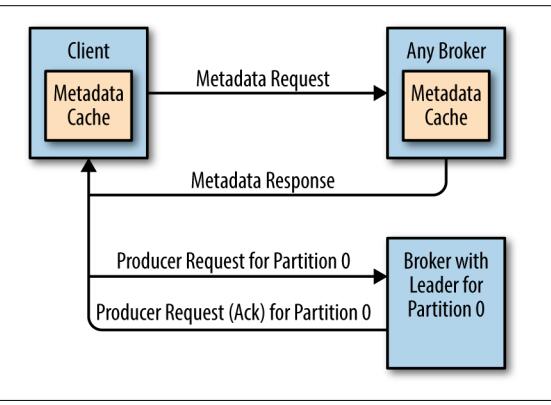 Client
Any Broker
Metadata Request
Metadata
Cache
Metadata
Cache
Metadata Response
Producer Request for Partition 0
Broker with
Leader for
Partition 0
Producer Request (Ack) for Partition 0